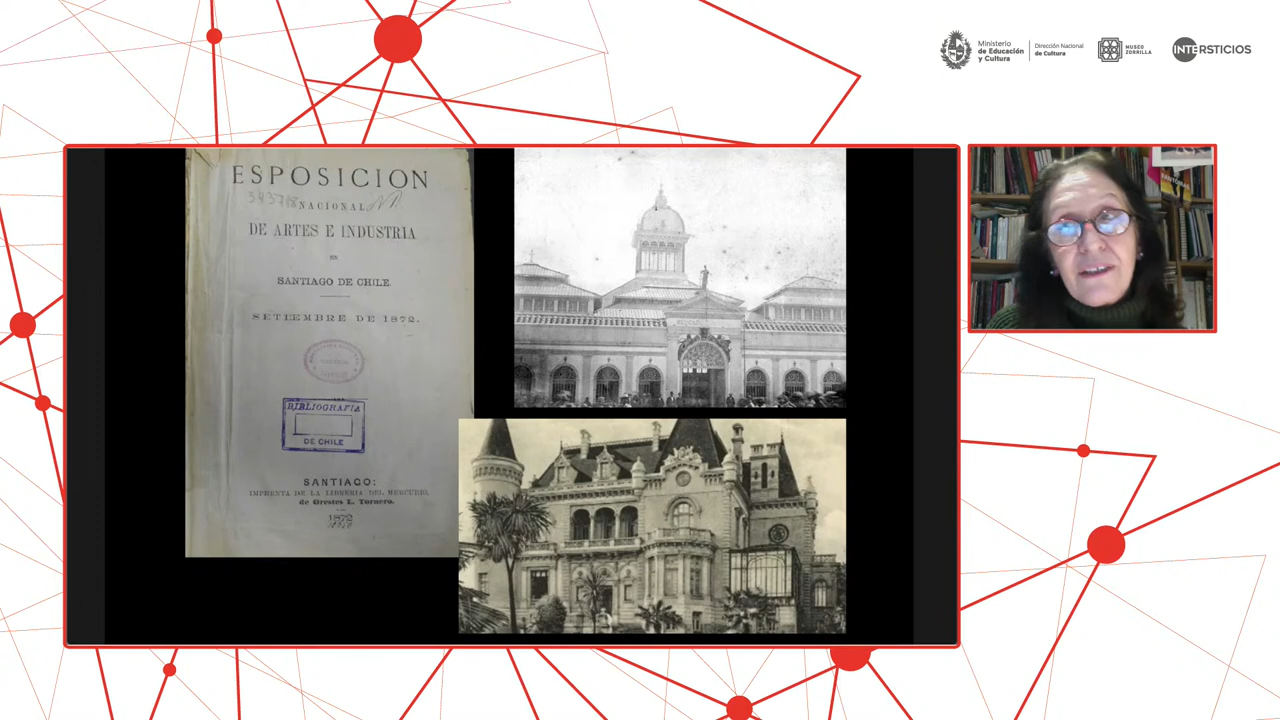 Ministerio
de Educación
y Cultura
Dirección Nacional
de Cultura
MUSEO
ZORRILLA
INTERSTICIOS
ESPOSICION
NACIONAL
DE ARTES E INDUSTRIA
EN
SANTIAGO DE CHILE.
SETIEMBRE DE 1872.
BIBLIOGRAFIA
DE CHILE
SANTIAGO:
IMPRENTA DE LA LIBRERIA DEL MERCURIO,
de Orestes L. Tornero.
1872